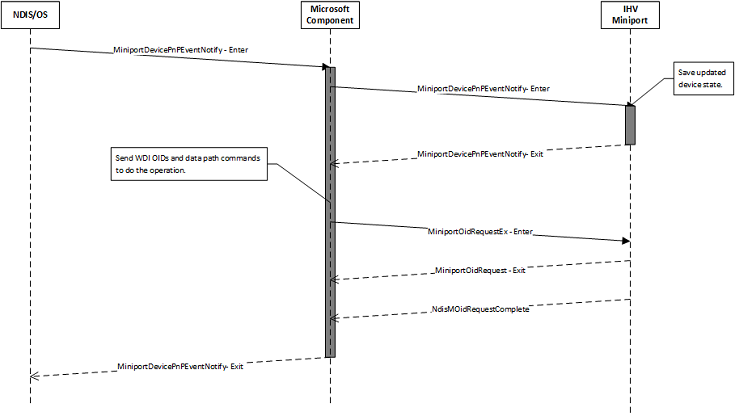 NDIS/OS
Microsoft
Component
IHV
Miniport
MiniportDevicePnPEventNotify - Enter
Save updated
device state.
MiniportDevicePnPEventNotify- Enter
MiniportDevicePnPEventNotify- Exit
Send WDI OIDs and data path commands
to do the operation.
MiniportOidRequestEx - Enter
MiniportOidRequest - Exit
NdisMOidRequestComplete
MiniportDevicePnPEventNotify- Exit